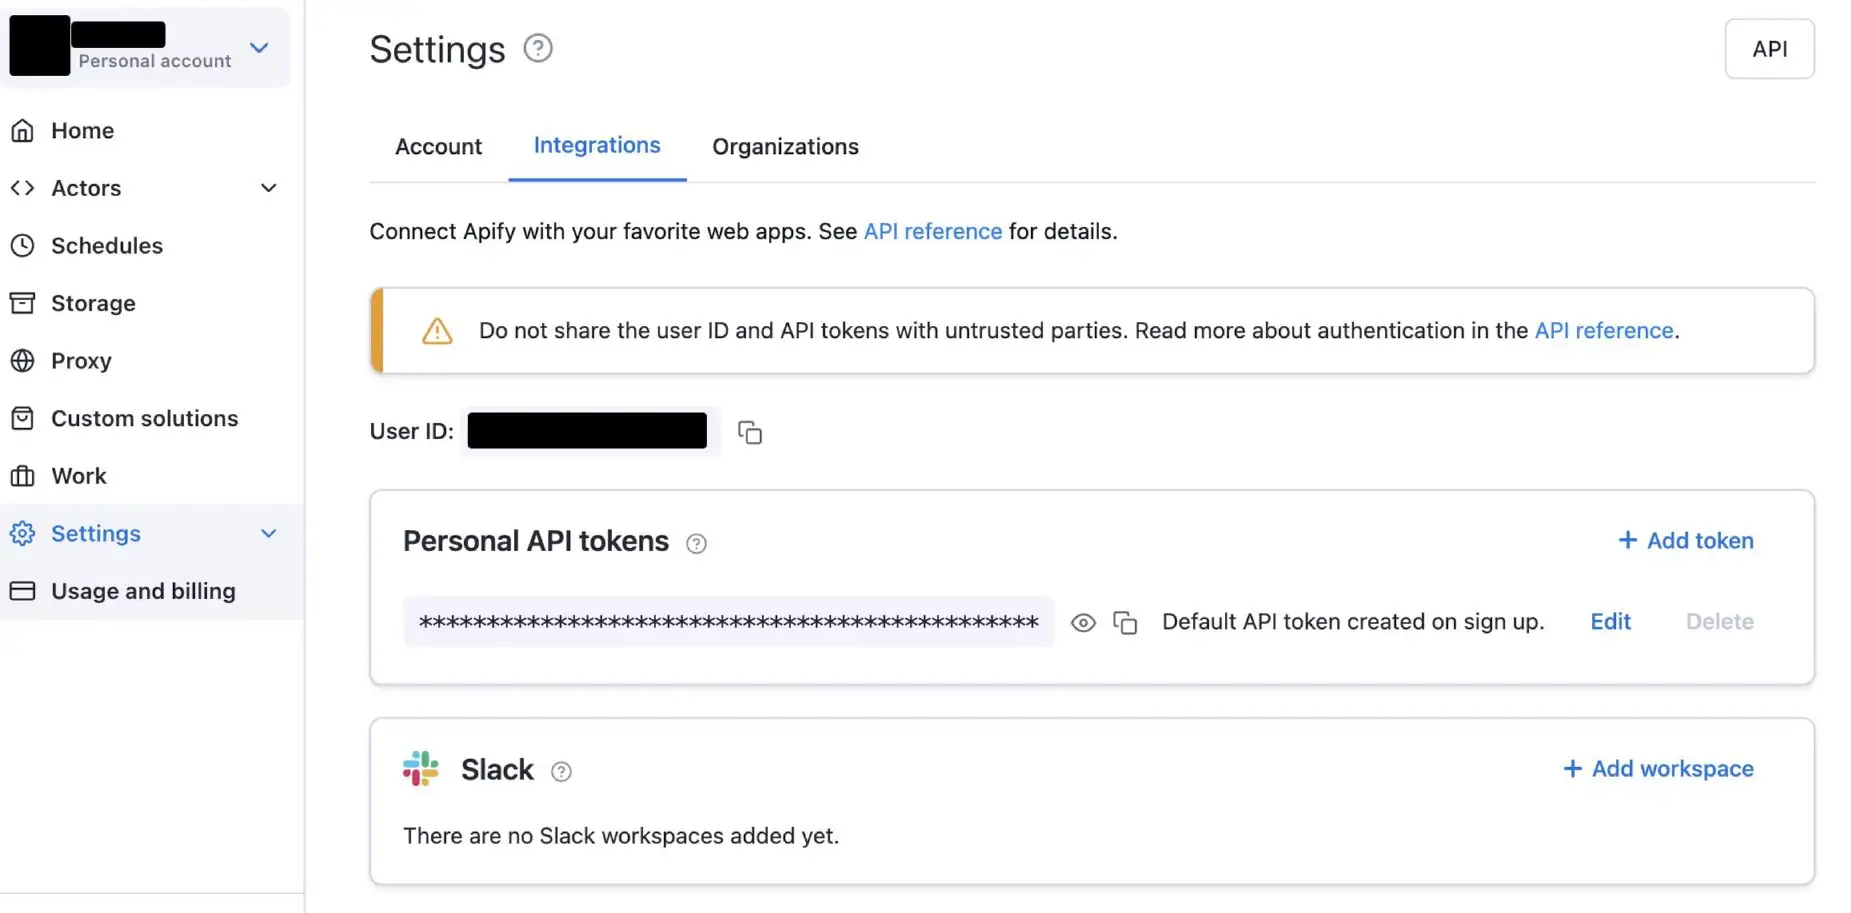 Personal account
Home
Actors
Schedules
Storage
Proxy
Custom solutions
Work
Settings
Usage and billing
Settings
API
Account
Integrations
Organizations
Connect Apify with your favorite web apps. See API reference for details.
Do not share the user ID and API tokens with untrusted parties. Read more about authentication in the API reference.
User ID:
Personal API tokens
+ Add token
**********************************************
Default API token created on sign up.
Edit
Delete
Slack
+ Add workspace
There are no Slack workspaces added yet.